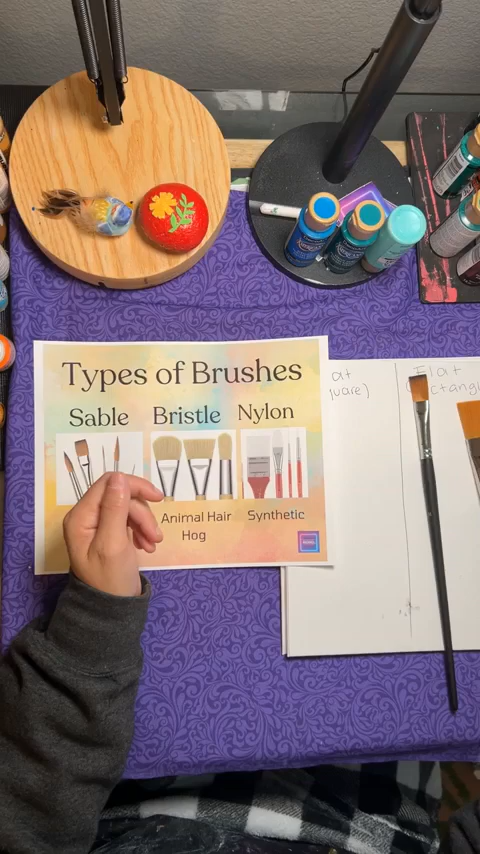 Types of Brushes
Sable Bristle Nylon
Animal Hair Synthetic
Hog
Flat